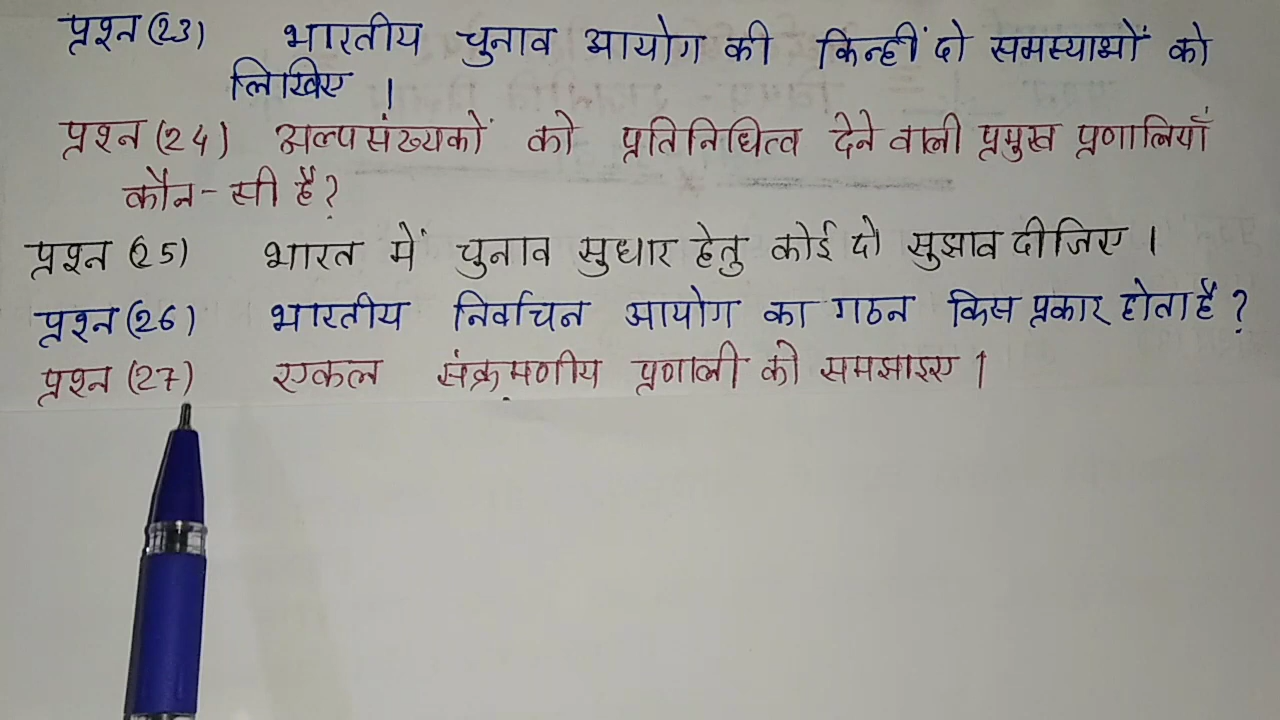 प्रश्न (23) भारतीय चुनाव आयोग की किन्हीं दो समस्याओं को
लिखिए ।
प्रश्न (24) अल्पसंख्यकों को प्रतिनिधित्व देने वाली प्रमुख प्रणालियाँ
कौन - सी हैं ?
प्रश्न (25) भारत में चुनाव सुधार हेतु कोई दो सुझाव दीजिए ।
प्रश्न (26) भारतीय निर्वाचन आयोग का गठन किस प्रकार होता है ?
प्रश्न (27) एकल संक्रमणीय प्रणाली को समझाइए ।